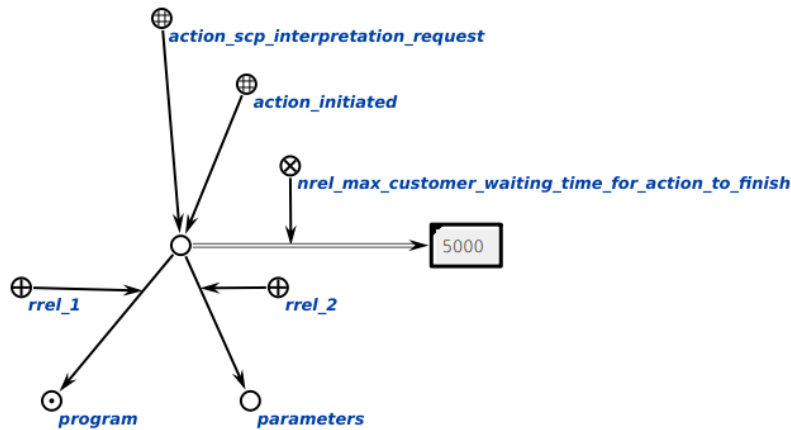 action_scp_interpretation_request
action_initiated
nrel_max_customer_waiting_time_for_action_to_finish
5000
rrel_1
rrel_2
program
parameters